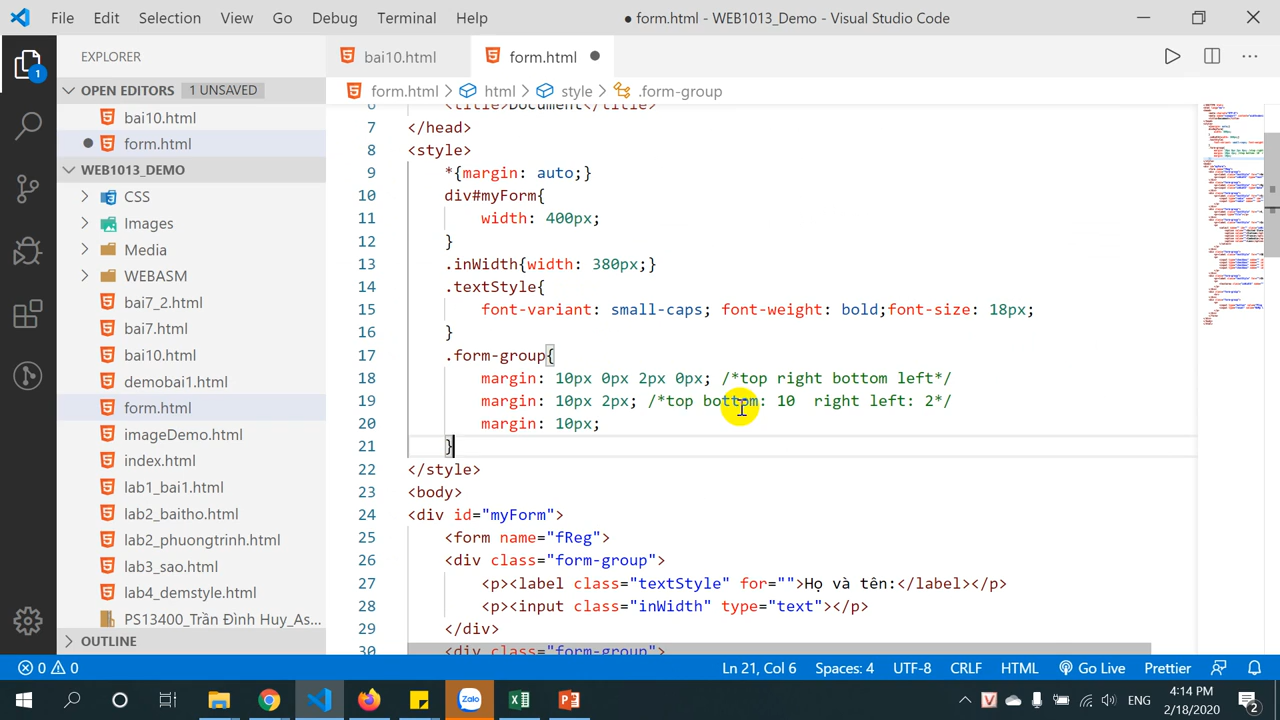 File Edit Selection View Go Debug Terminal Help
● form.html - WEB1013_Demo - Visual Studio Code
EXPLORER
OPEN EDITORS 1 UNSAVED
bai10.html
form.html
WEB1013_DEMO
CSS
Images
Media
WEBASM
bai7_2.html
bai7.html
bai10.html
demobai1.html
form.html
imageDemo.html
index.html
lab1_bai1.html
lab2_baitho.html
lab2_phuongtrinh.html
lab3_sao.html
lab4_demstyle.html
PS13400_Trần Đình Huy_As...
OUTLINE
1
bai10.html
form.html
form.html > html > style > .form-group
6 <title>Document</title>
7 </head>
8 <style>
9 *{margin: auto;}
10 div#myForm{
11 width: 400px;
12 }
13 .inWidth{width: 380px;}
14 .textStyle{
15 font-variant: small-caps; font-weight: bold;font-size: 18px;
16 }
17 .form-group{
18 margin: 10px 0px 2px 0px; /*top right bottom left*/
19 margin: 10px 2px; /*top bottom: 10  right left: 2*/
20 margin: 10px;
21 }
22 </style>
23 <body>
24 <div id="myForm">
25 <form name="fReg">
26 <div class="form-group">
27 <p><label class="textStyle" for="">Họ và tên:</label></p>
28 <p><input class="inWidth" type="text"></p>
29 </div>
30 <div class="form-group">
0 0
Ln 21, Col 6 Spaces: 4 UTF-8 CRLF HTML Go Live Prettier
Zalo
ENG
4:14 PM
2/18/2020
2